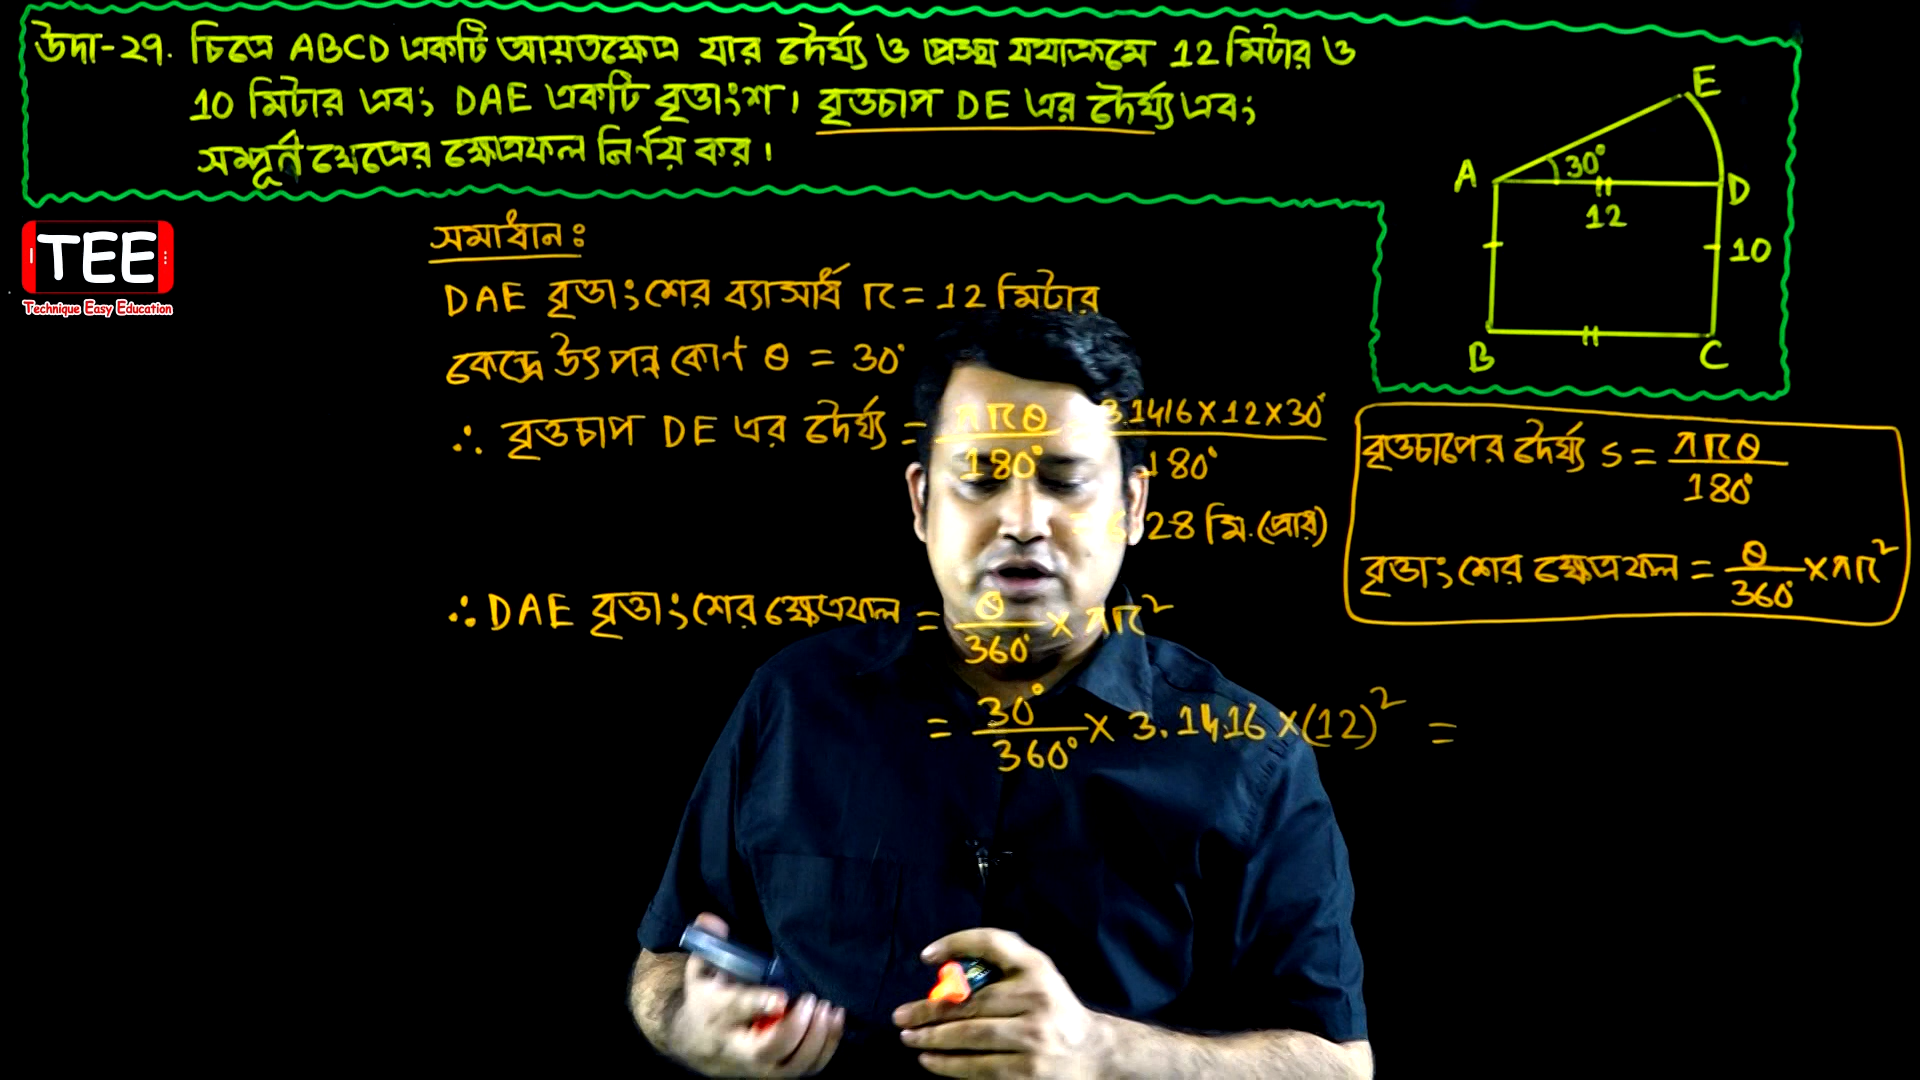 উদা-২৭. চিত্রে ABCD একটি আয়তক্ষেত্র যার দৈর্ঘ্য ও প্রস্থ যথাক্রমে 12 মিটার ও
10 মিটার এবং DAE একটি বৃত্তাংশ। বৃত্তচাপ DE এর দৈর্ঘ্য এবং
সম্পূর্ন ক্ষেত্রের ক্ষেত্রফল নির্ণয় কর।
E
A 30° D
12
10
B C
TEE
Technique Easy Education
সমাধান:
DAE বৃত্তাংশের ব্যাসার্ধ r = 12 মিটার
কেন্দ্রে উৎপন্ন কোণ θ = 30°
∴ বৃত্তচাপ DE এর দৈর্ঘ্য = πrθ/180° = 3.1416×12×30°/180°
28 মি. (প্রায়)
বৃত্তচাপের দৈর্ঘ্য s = πrθ/180°
বৃত্তাংশের ক্ষেত্রফল = θ/360° × πr²
∴ DAE বৃত্তাংশের ক্ষেত্রফল = θ/360° × πr²
= 30°/360° × 3.1416 × (12)² =